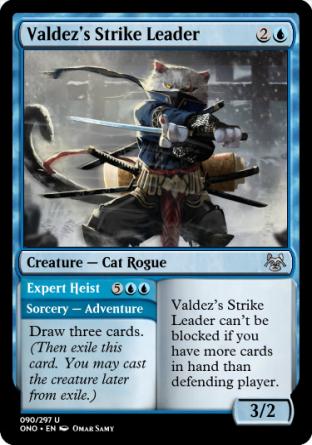 Valdez's Strike Leader 2
Creature — Cat Rogue
Expert Heist 5
Sorcery — Adventure
Draw three cards.
(Then exile this
card. You may cast
the creature later
from exile.)
Valdez's Strike
Leader can't be
blocked if you
have more cards
in hand than
defending player.
3/2
090/297 U
ONO • EN Omar Samy